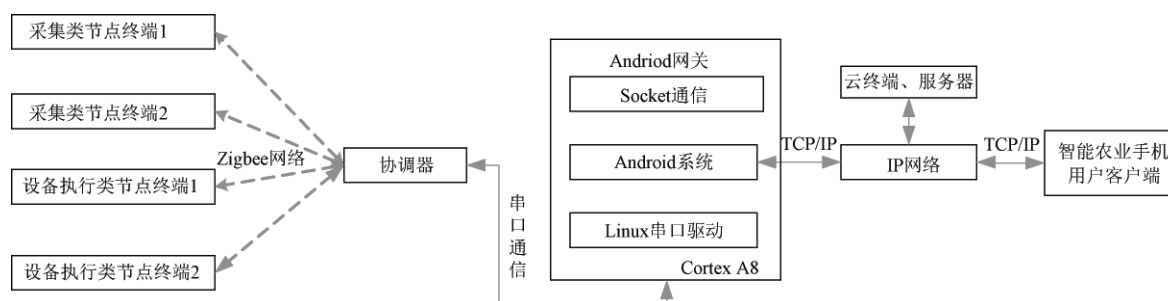 采集类节点终端1
采集类节点终端2
设备执行类节点终端1
设备执行类节点终端2
Zigbee网络
协调器
串口通信
Andriod网关
Socket通信
Android系统
Linux串口驱动
Cortex A8
TCP/IP
云终端、服务器
IP网络
TCP/IP
智能农业手机
用户客户端